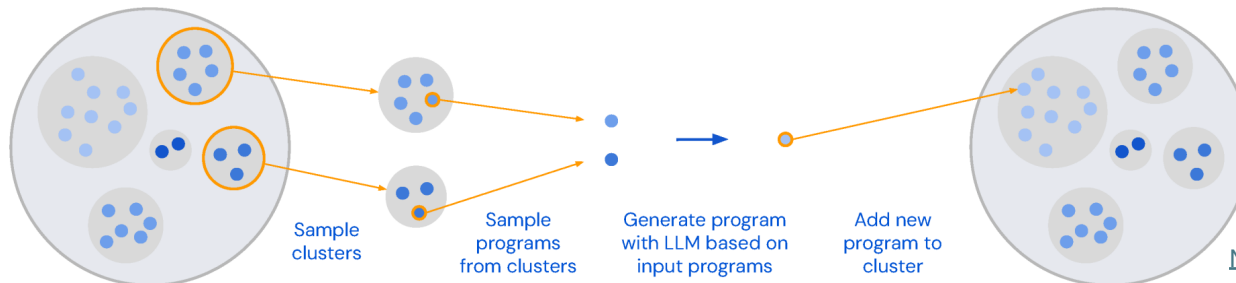 Sample
clusters
Sample
programs
from clusters
Generate program
with LLM based on
input programs
Add new
program to
cluster